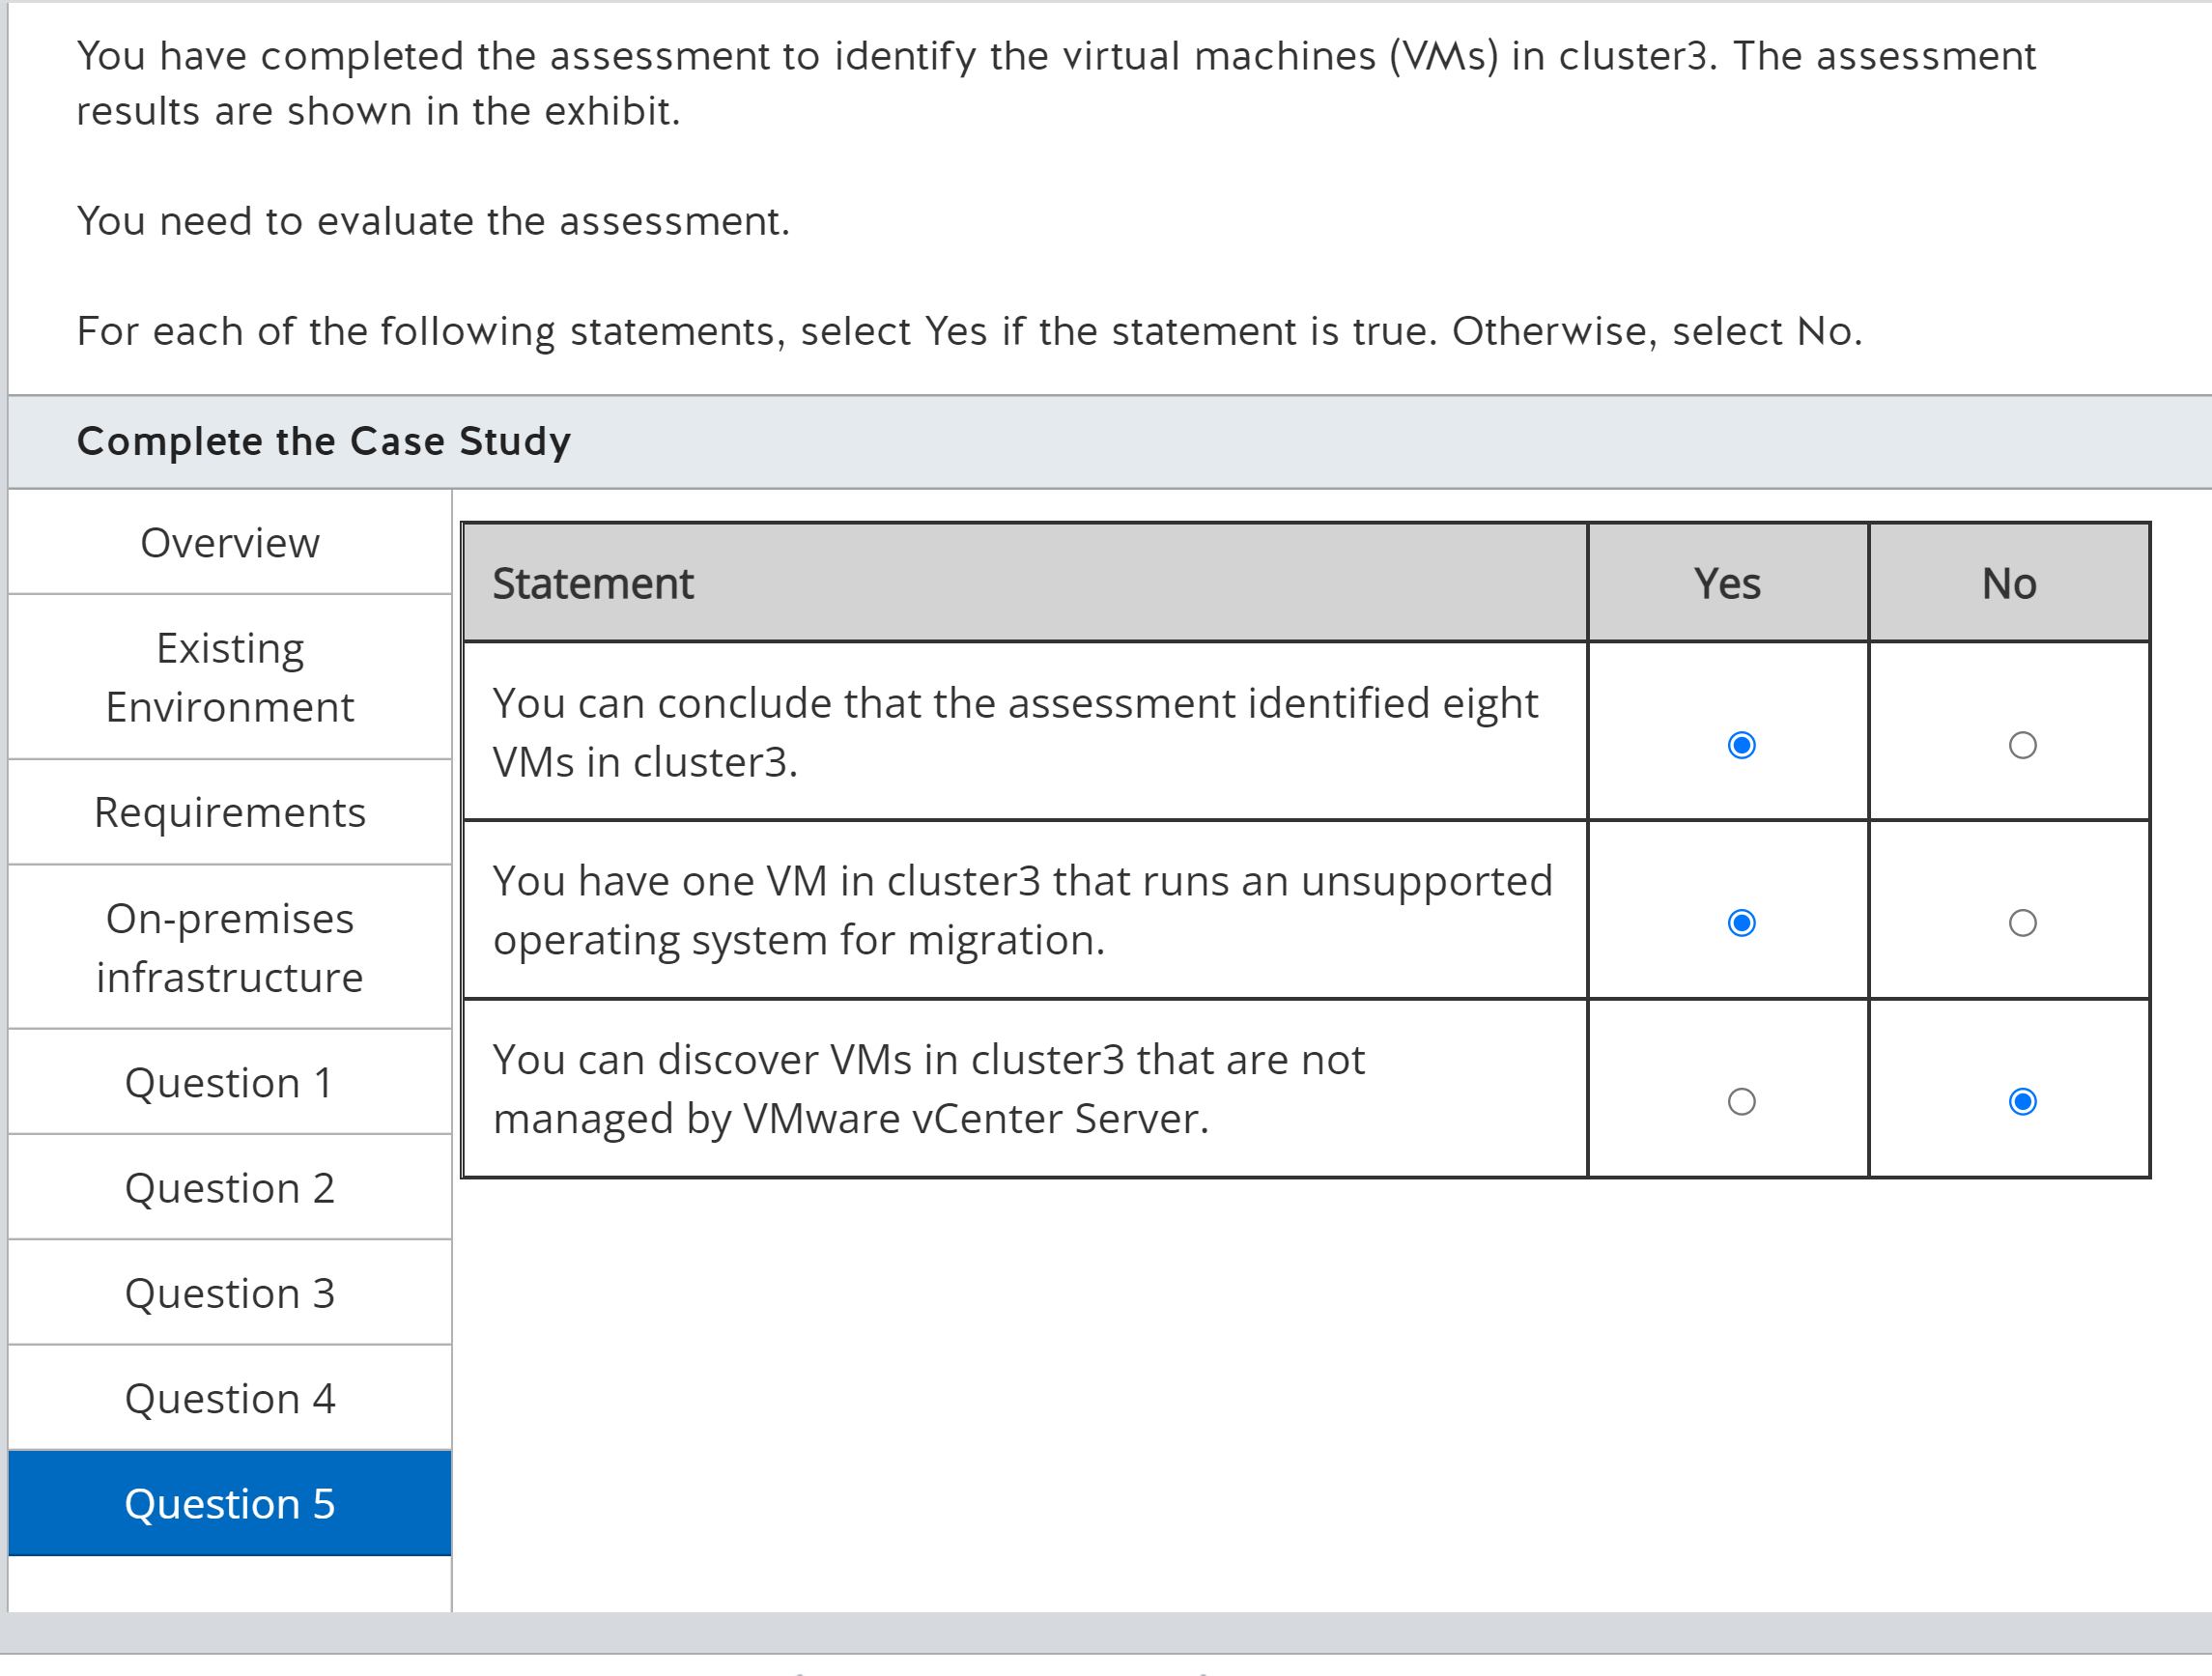 You have completed the assessment to identify the virtual machines (VMs) in cluster3. The assessment
results are shown in the exhibit.
You need to evaluate the assessment.
For each of the following statements, select Yes if the statement is true. Otherwise, select No.
Complete the Case Study
Overview
Existing
Environment
Requirements
On-premises
infrastructure
Question 1
Question 2
Question 3
Question 4
Question 5
Statement
Yes
No
You can conclude that the assessment identified eight
VMs in cluster3.
You have one VM in cluster3 that runs an unsupported
operating system for migration.
You can discover VMs in cluster3 that are not
managed by VMware vCenter Server.